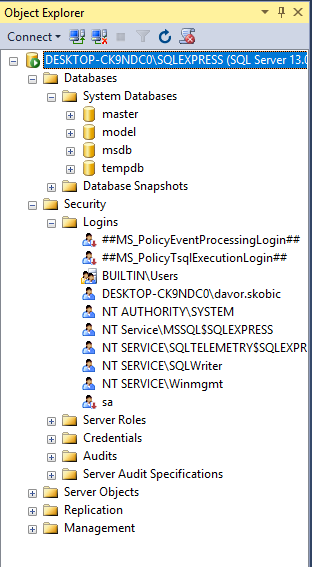 Object Explorer
Connect
DESKTOP-CK9NDC0\SQLEXPRESS (SQL Server 13.0
Databases
System Databases
master
model
msdb
tempdb
Database Snapshots
Security
Logins
##MS_PolicyEventProcessingLogin##
##MS_PolicyTsqlExecutionLogin##
BUILTIN\Users
DESKTOP-CK9NDC0\davor.skobic
NT AUTHORITY\SYSTEM
NT Service\MSSQL$SQLEXPRESS
NT SERVICE\SQLTELEMETRY$SQLEXPR
NT SERVICE\SQLWriter
NT SERVICE\Winmgmt
sa
Server Roles
Credentials
Audits
Server Audit Specifications
Server Objects
Replication
Management